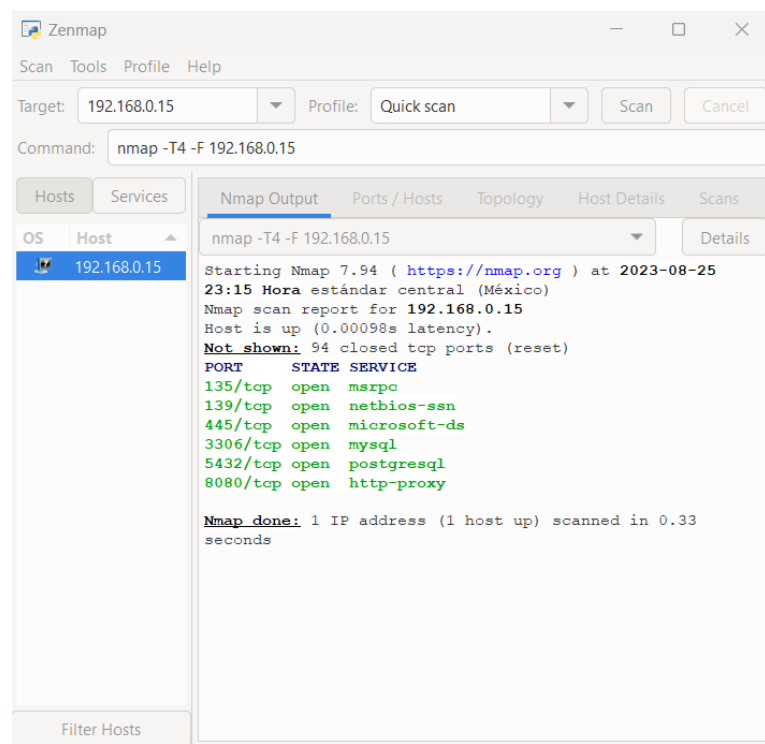 Zenmap
Scan Tools Profile Help
Target: 192.168.0.15 Profile: Quick scan Scan Cancel
Command: nmap -T4 -F 192.168.0.15
Hosts Services Nmap Output Ports / Hosts Topology Host Details Scans
OS Host nmap -T4 -F 192.168.0.15 Details
192.168.0.15
Starting Nmap 7.94 ( https://nmap.org ) at 2023-08-25
23:15 Hora estándar central (México)
Nmap scan report for 192.168.0.15
Host is up (0.00098s latency).
Not shown: 94 closed tcp ports (reset)
PORT STATE SERVICE
135/tcp open msrpc
139/tcp open netbios-ssn
445/tcp open microsoft-ds
3306/tcp open mysql
5432/tcp open postgresql
8080/tcp open http-proxy
Nmap done: 1 IP address (1 host up) scanned in 0.33
seconds
Filter Hosts